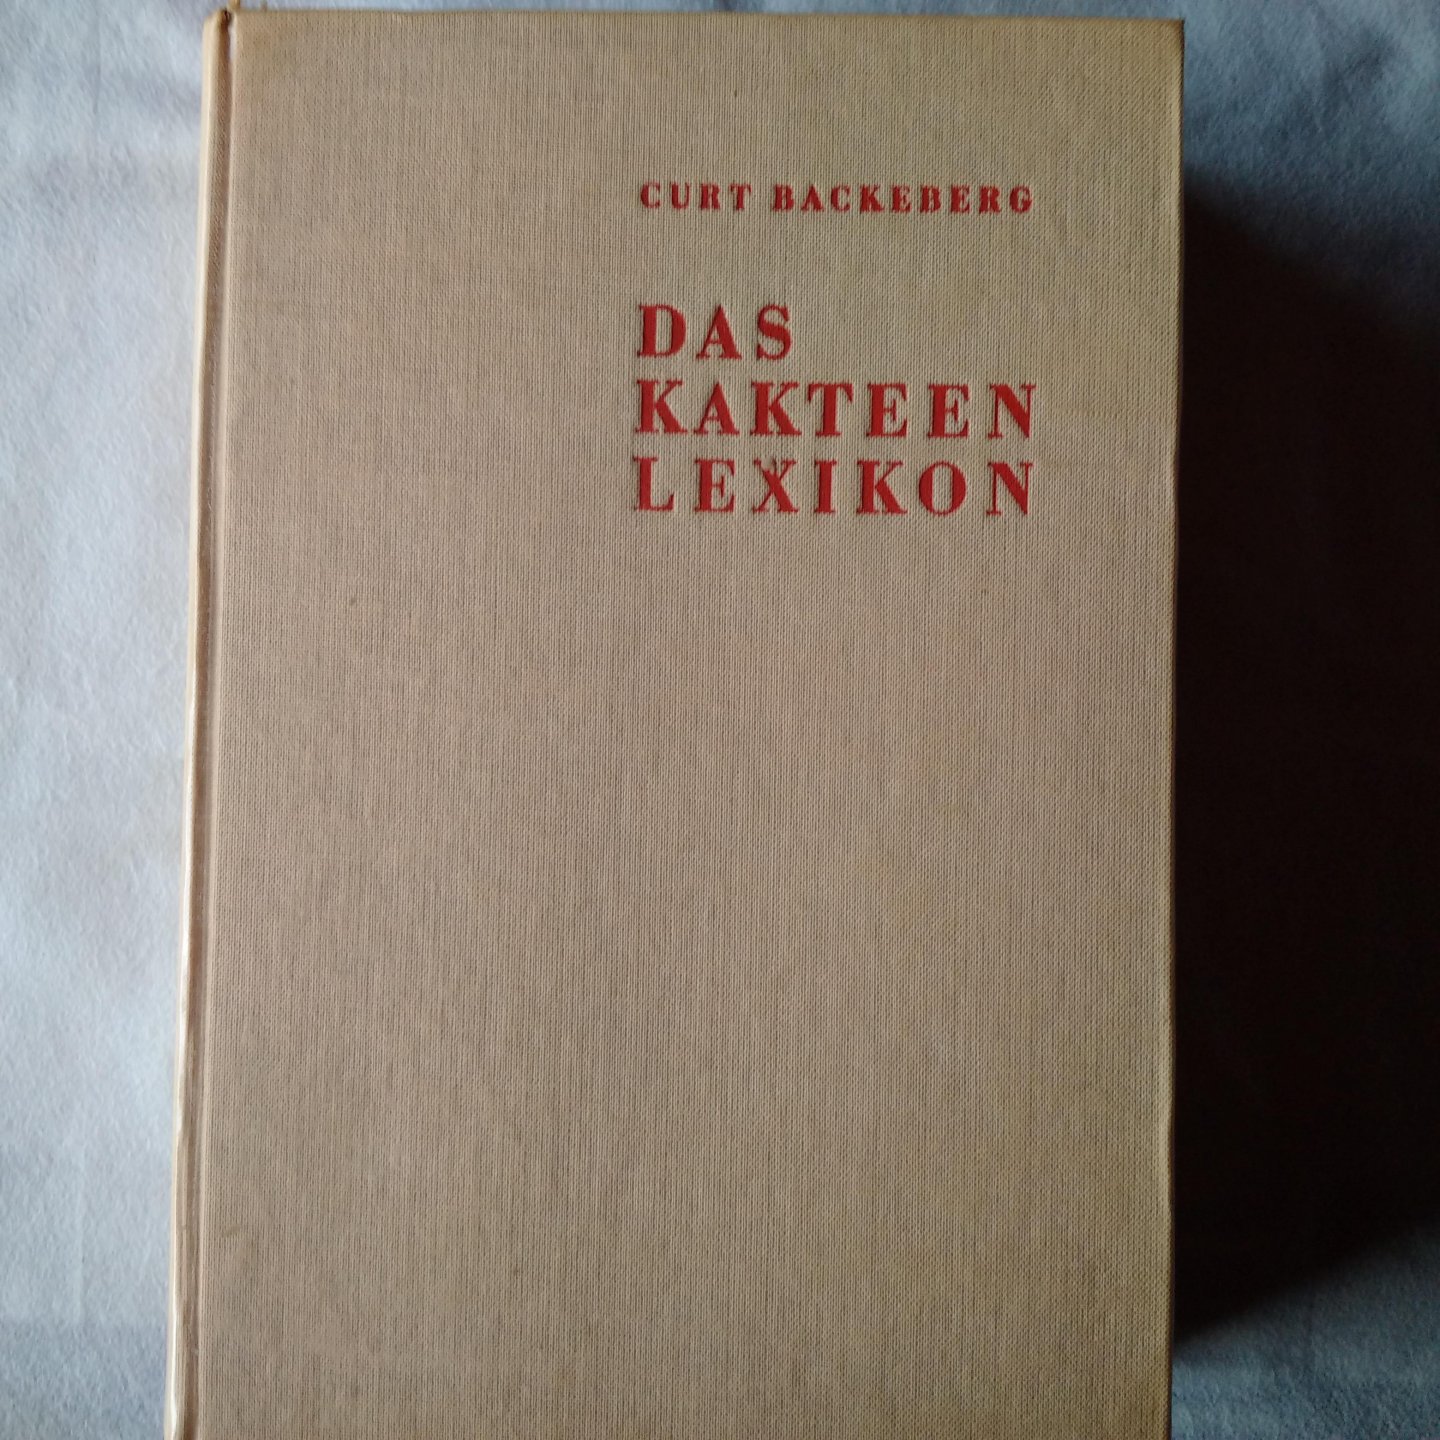 CURT BACKEBERG
DAS
KAKTEEN
LEXIKON